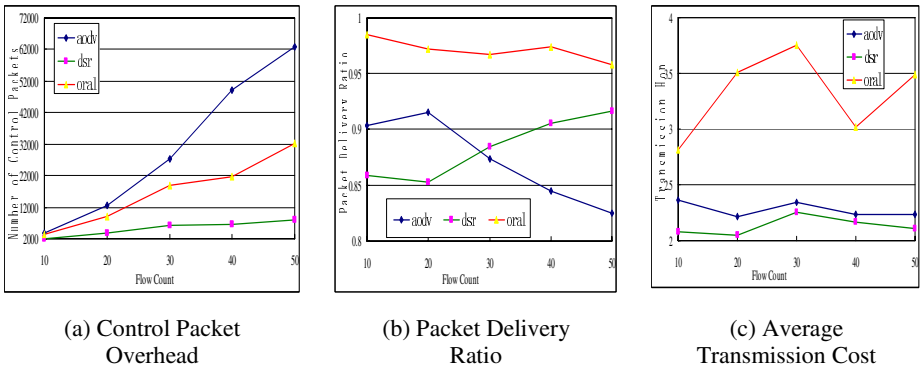 72000
62000
52000
42000
32000
22000
12000
2000
Number of Control Packets
aodv
dsr
oral
10 20 30 40 50
Flow Count
1
0.95
0.9
0.85
0.8
Packet Delivery Ratio
aodv dsr oral
10 20 30 40 50
Flow Count
4
3.5
3
2.5
2
Transmission Hop
aodv
dsr
oral
10 20 30 40 50
Flow Count
(a) Control Packet
Overhead
(b) Packet Delivery
Ratio
(c) Average
Transmission Cost